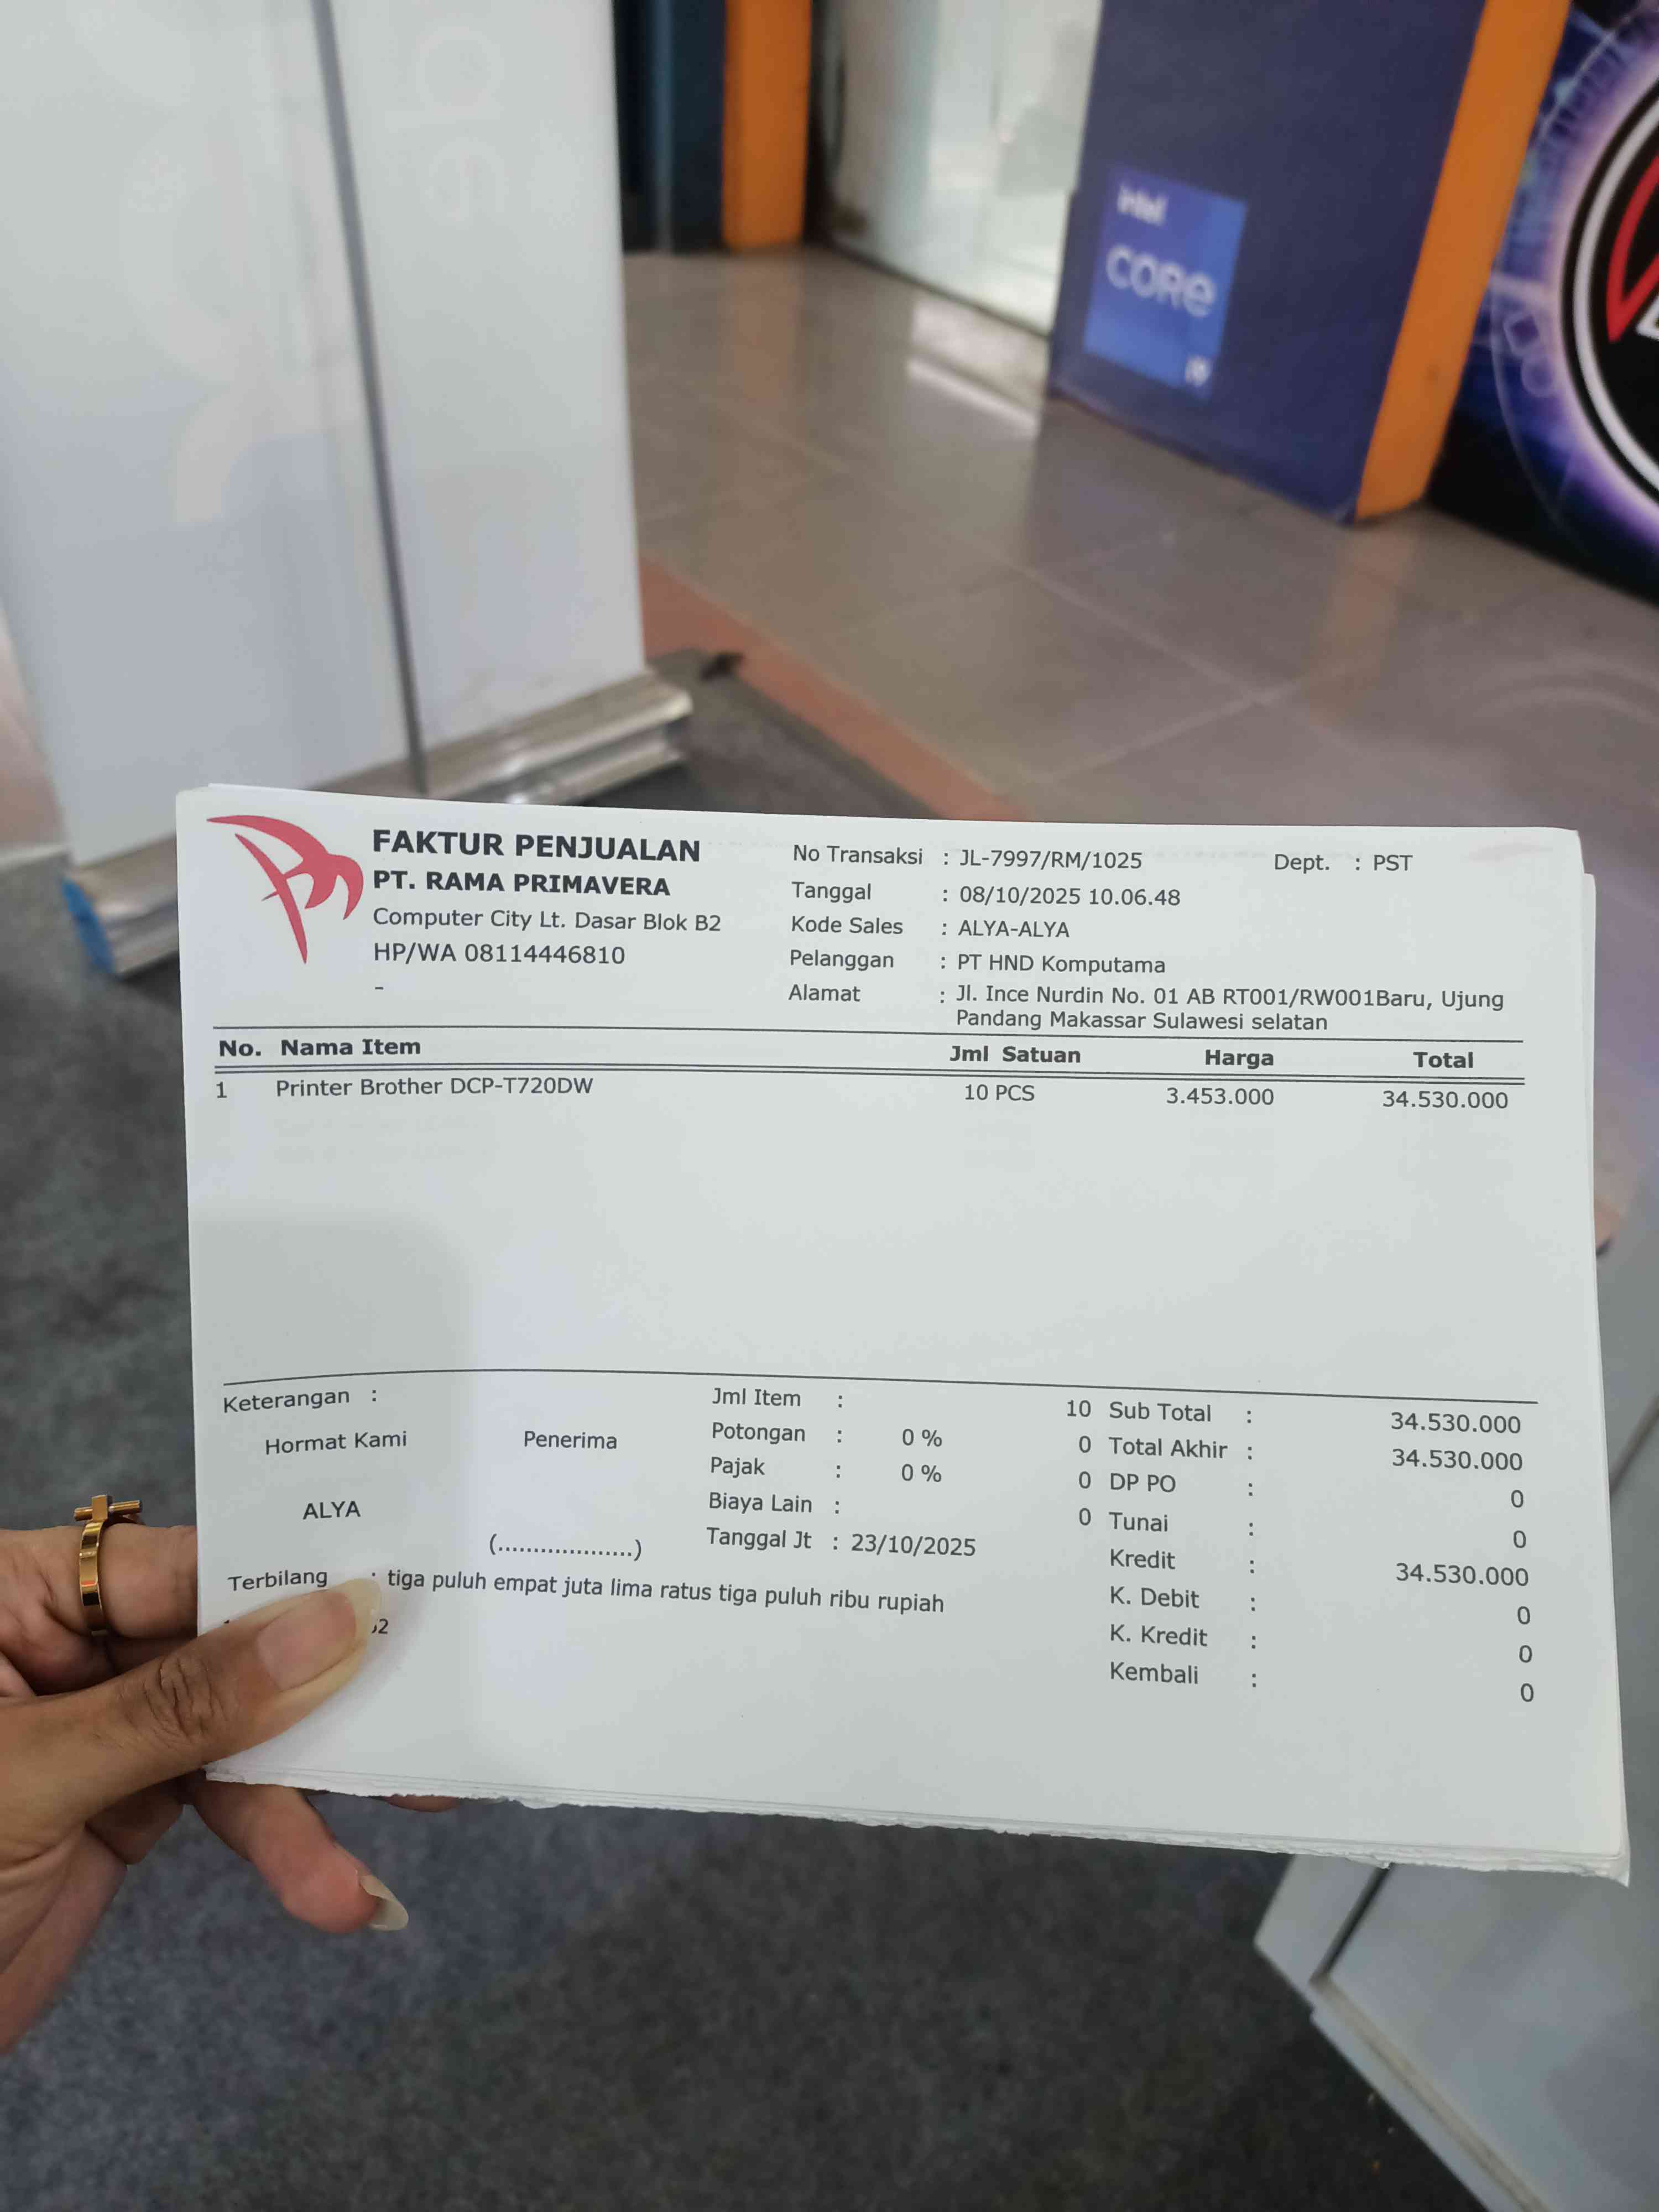 intel
CORe
i9
FAKTUR PENJUALAN
PT. RAMA PRIMAVERA
Computer City Lt. Dasar Blok B2
HP/WA 08114446810
-
No Transaksi : JL-7997/RM/1025 Dept. : PST
Tanggal : 08/10/2025 10.06.48
Kode Sales : ALYA-ALYA
Pelanggan : PT HND Komputama
Alamat : Jl. Ince Nurdin No. 01 AB RT001/RW001Baru, Ujung
Pandang Makassar Sulawesi selatan
No. Nama Item Jml Satuan Harga Total
1 Printer Brother DCP-T720DW 10 PCS 3.453.000 34.530.000
Keterangan :
Hormat Kami Penerima
ALYA
(...................)
Jml Item : 10
Potongan : 0 % 0
Pajak : 0 % 0
Biaya Lain : 0
Tanggal Jt : 23/10/2025
Sub Total : 34.530.000
Total Akhir : 34.530.000
DP PO : 0
Tunai : 0
Kredit : 34.530.000
K. Debit : 0
K. Kredit : 0
Kembali : 0
Terbilang : tiga puluh empat juta lima ratus tiga puluh ribu rupiah